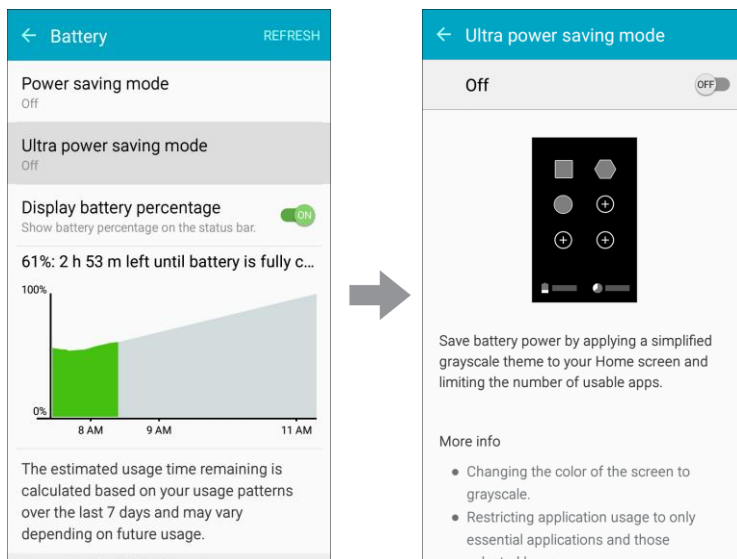 Battery
REFRESH
Power saving mode
Off
Ultra power saving mode
Off
Display battery percentage
ON
Show battery percentage on the status bar.
61%: 2 h 53 m left until battery is fully c...
100%
0%
8 AM
9 AM
11 AM
The estimated usage time remaining is
calculated based on your usage patterns
over the last 7 days and may vary
depending on future usage.
Ultra power saving mode
Off
OFF
Save battery power by applying a simplified
grayscale theme to your Home screen and
limiting the number of usable apps.
More info
• Changing the color of the screen to
grayscale.
• Restricting application usage to only
essential applications and those